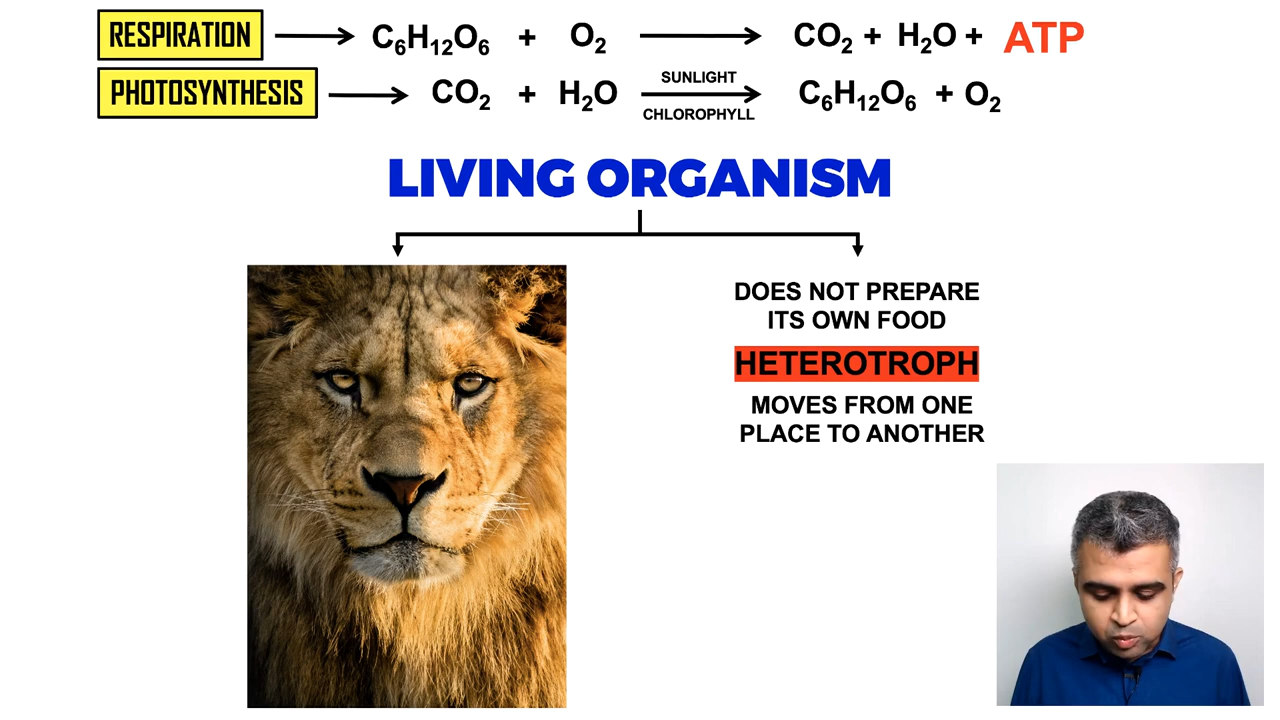 RESPIRATION C₆H₁₂O₆ + O₂ CO₂ + H₂O + ATP
PHOTOSYNTHESIS CO₂ + H₂O SUNLIGHT CHLOROPHYLL C₆H₁₂O₆ + O₂
LIVING ORGANISM
DOES NOT PREPARE
ITS OWN FOOD
HETEROTROPH
MOVES FROM ONE
PLACE TO ANOTHER